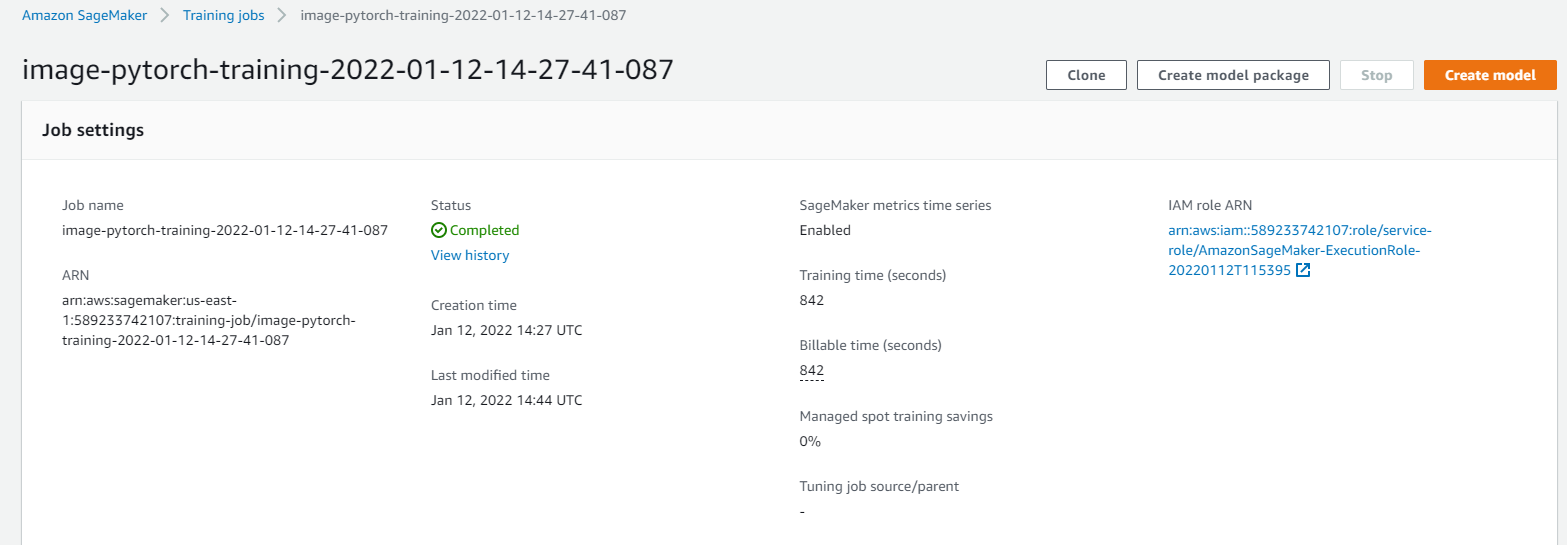 Amazon SageMaker > Training jobs > image-pytorch-training-2022-01-12-14-27-41-087
image-pytorch-training-2022-01-12-14-27-41-087
Clone
Create model package
Stop
Create model
Job settings
Job name
image-pytorch-training-2022-01-12-14-27-41-087
ARN
arn:aws:sagemaker:us-east-
1:589233742107:training-job/image-pytorch-
training-2022-01-12-14-27-41-087
Status
Completed
View history
Creation time
Jan 12, 2022 14:27 UTC
Last modified time
Jan 12, 2022 14:44 UTC
SageMaker metrics time series
Enabled
Training time (seconds)
842
Billable time (seconds)
842
Managed spot training savings
0%
Tuning job source/parent
-
IAM role ARN
arn:aws:iam::589233742107:role/service-
role/AmazonSageMaker-ExecutionRole-
20220112T115395